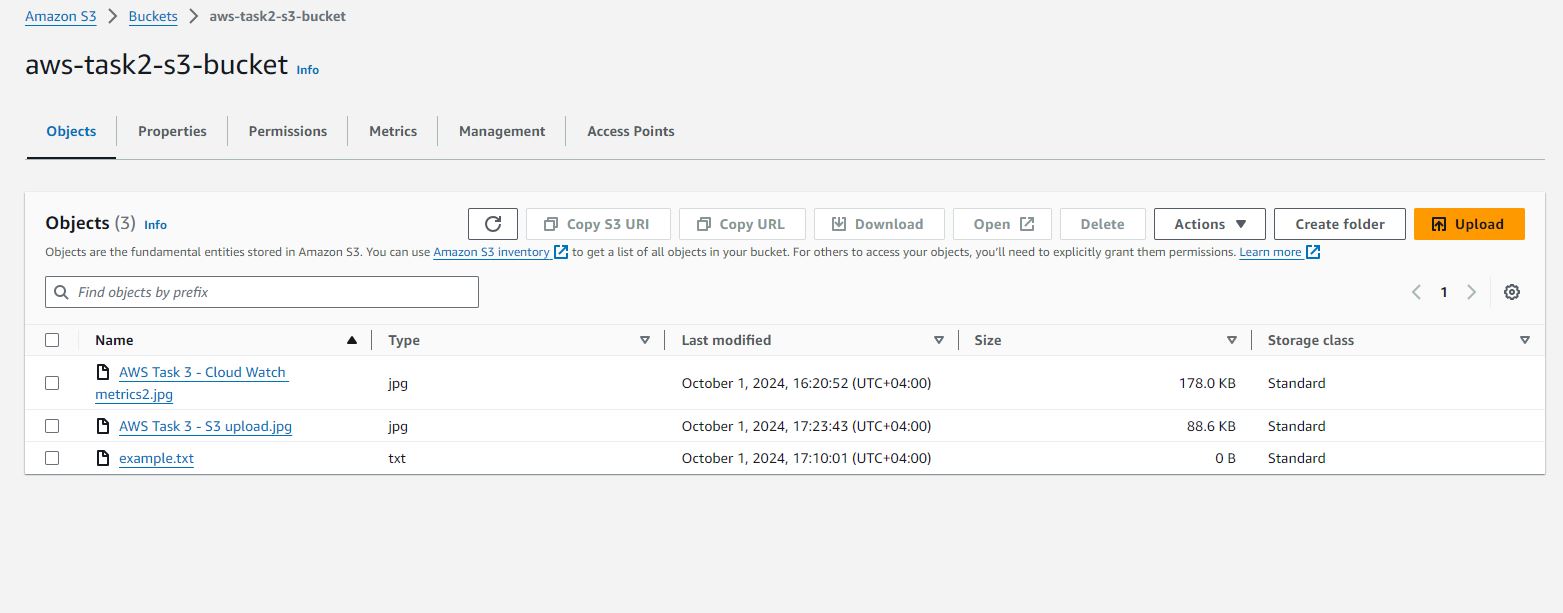 Amazon S3 > Buckets > aws-task2-s3-bucket
aws-task2-s3-bucket Info
Objects Properties Permissions Metrics Management Access Points
Objects (3) Info Copy S3 URI Copy URL Download Open Delete Actions Create folder Upload
Objects are the fundamental entities stored in Amazon S3. You can use Amazon S3 inventory to get a list of all objects in your bucket. For others to access your objects, you'll need to explicitly grant them permissions. Learn more
Find objects by prefix 1
Name Type Last modified Size Storage class
AWS Task 3 - Cloud Watch
metrics2.jpg jpg October 1, 2024, 16:20:52 (UTC+04:00) 178.0 KB Standard
AWS Task 3 - S3 upload.jpg jpg October 1, 2024, 17:23:43 (UTC+04:00) 88.6 KB Standard
example.txt txt October 1, 2024, 17:10:01 (UTC+04:00) 0 B Standard